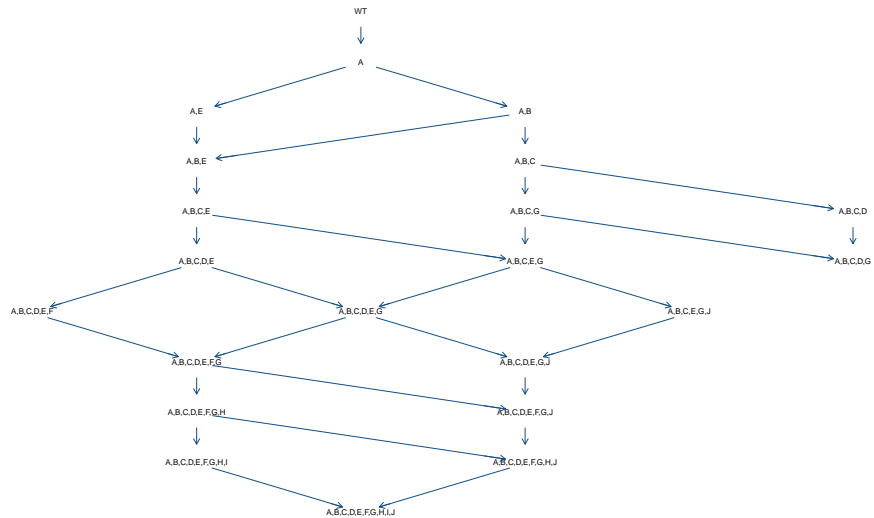 WT
A
A,E
A,B
A,B,E
A,B,C
A,B,C,E
A,B,C,G
A,B,C,D
A,B,C,D,E
A,B,C,E,G
A,B,C,D,G
A,B,C,D,E,F
A,B,C,D,E,G
A,B,C,E,G,J
A,B,C,D,E,F,G
A,B,C,D,E,G,J
A,B,C,D,E,F,G,H
A,B,C,D,E,F,G,J
A,B,C,D,E,F,G,H,I
A,B,C,D,E,F,G,H,J
A,B,C,D,E,F,G,H,I,J